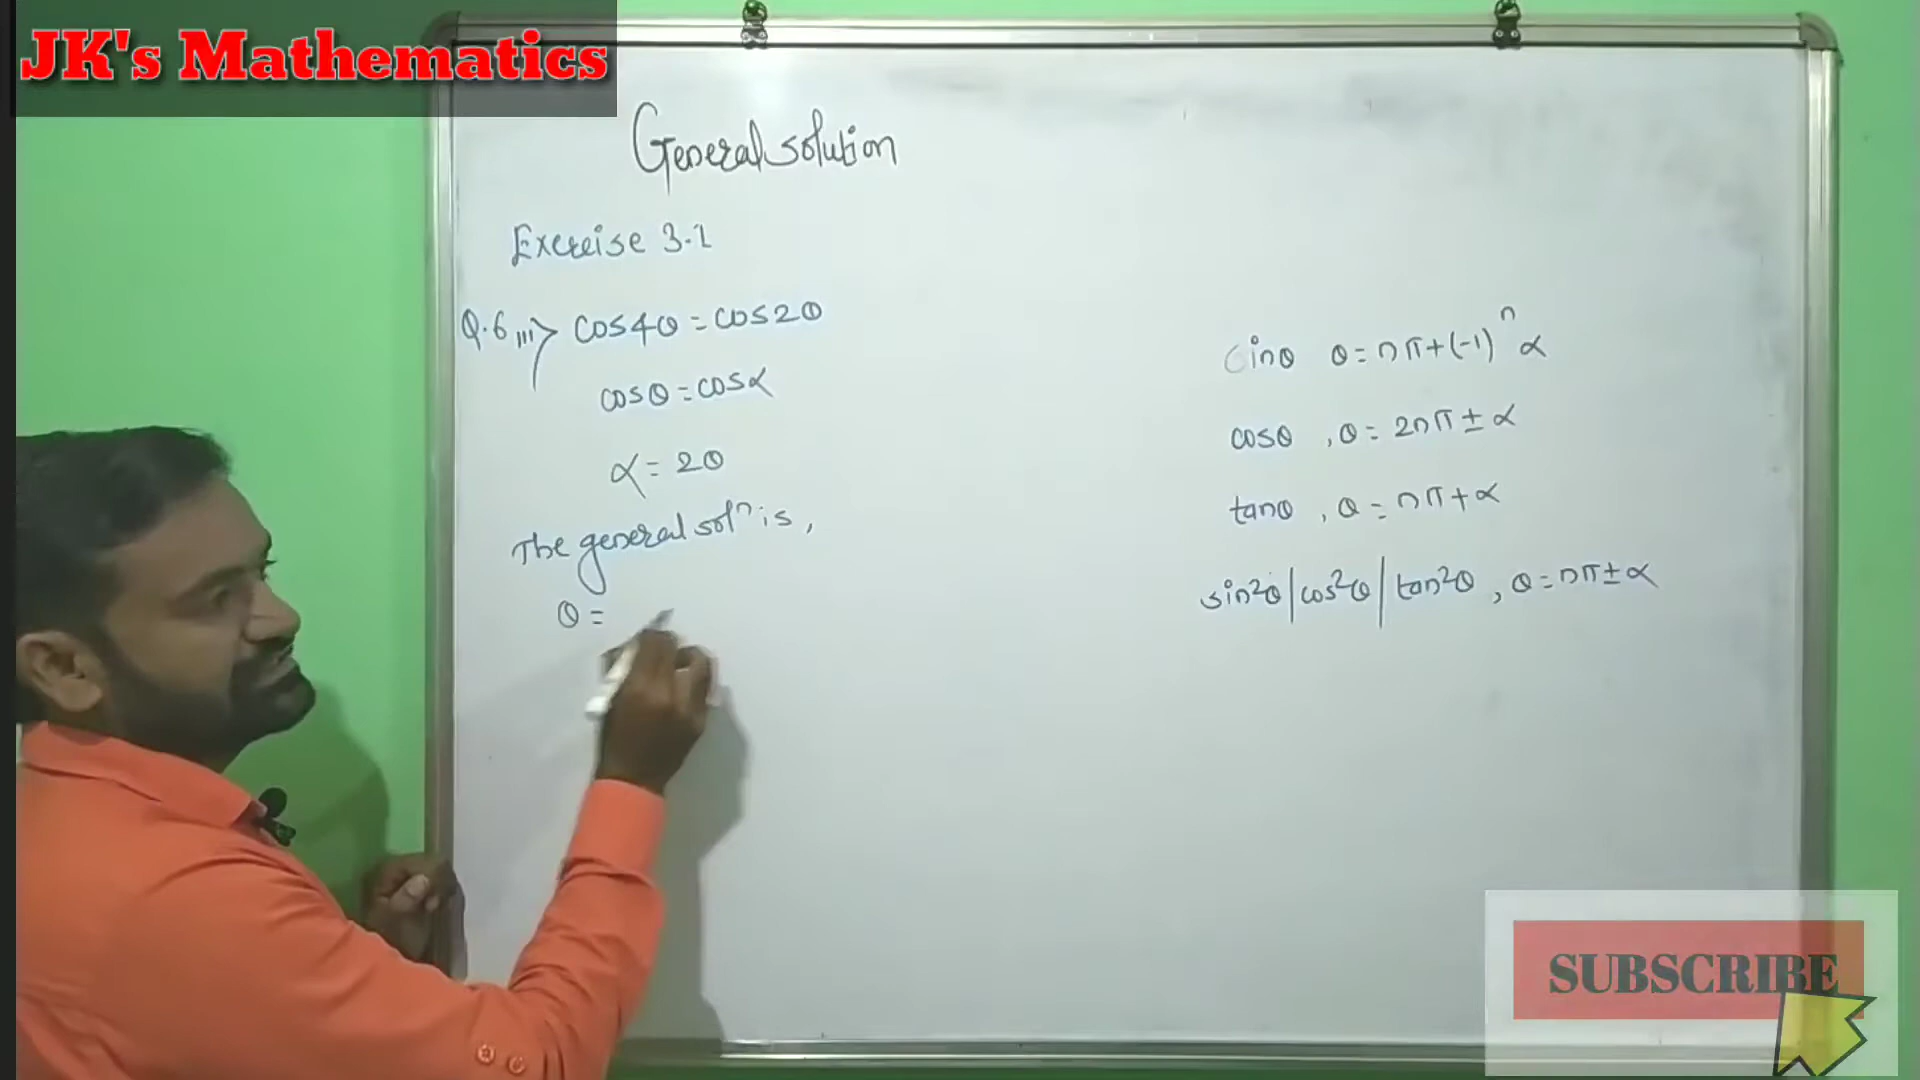 JK's Mathematics
General solution
Exercise 3.1
Q.6 iii> cos4θ = cos2θ
cosθ = cosα
α = 2θ
The general solⁿ is,
θ =
sinθ θ = nπ + (-1)ⁿ α
cosθ , θ = 2nπ ± α
tanθ , θ = nπ + α
sin²θ | cos²θ | tan²θ , θ = nπ ± α
SUBSCRIBE